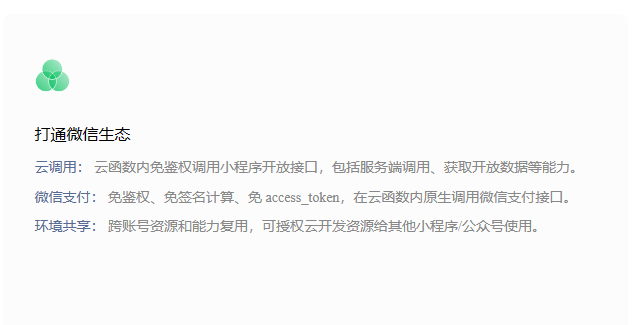 打通微信生态
云调用： 云函数内免鉴权调用小程序开放接口，包括服务端调用、获取开放数据等能力。
微信支付： 免鉴权、免签名计算、免 access_token，在云函数内原生调用微信支付接口。
环境共享： 跨账号资源和能力复用，可授权云开发资源给其他小程序/公众号使用。